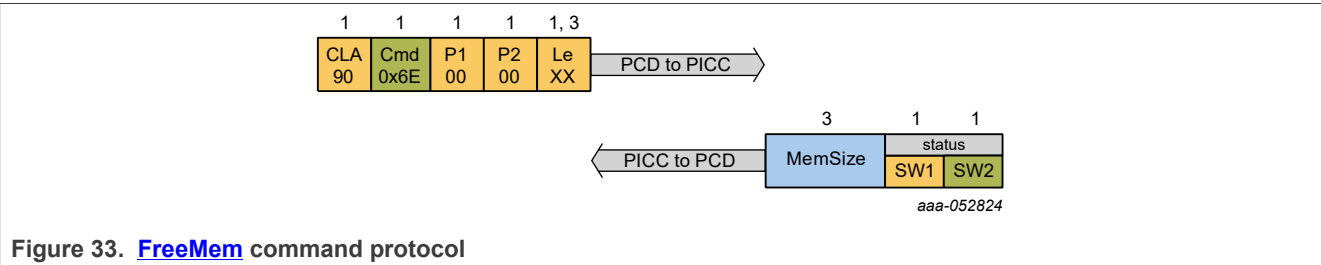 1 1 1 1 1, 3
CLA Cmd P1 P2 Le
90 0x6E 00 00 XX
PCD to PICC
3 1 1
MemSize status
SW1 SW2
PICC to PCD
aaa-052824
Figure 33. FreeMem command protocol